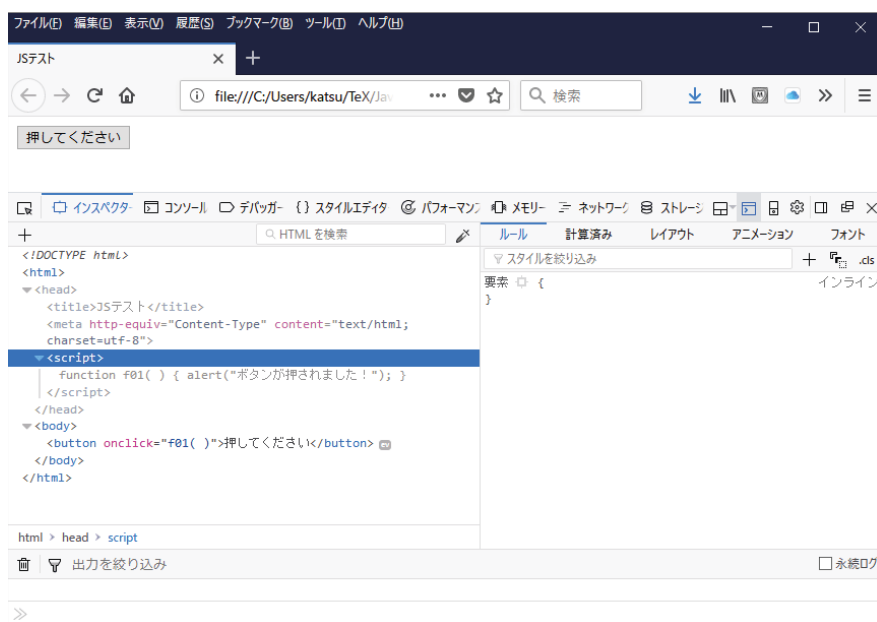 ファイル(F) 編集(E) 表示(V) 履歴(S) ブックマーク(B) ツール(T) ヘルプ(H)
JSテスト
file:///C:/Users/katsu/TeX/Jav
検索
押してください
インスペクター コンソール デバッガー スタイルエディタ パフォーマンス メモリー ネットワーク ストレージ
HTML を検索
ルール 計算済み レイアウト アニメーション フォント
スタイルを絞り込み
.cls
<!DOCTYPE html>
<html>
<head>
<title>JSテスト</title>
<meta http-equiv="Content-Type" content="text/html;
charset=utf-8">
<script>
function f01( ) { alert("ボタンが押されました！"); }
</script>
</head>
<body>
<button onclick="f01( )">押してください</button> ev
</body>
</html>
要素 {
インライン
}
html > head > script
出力を絞り込み
永続ログ